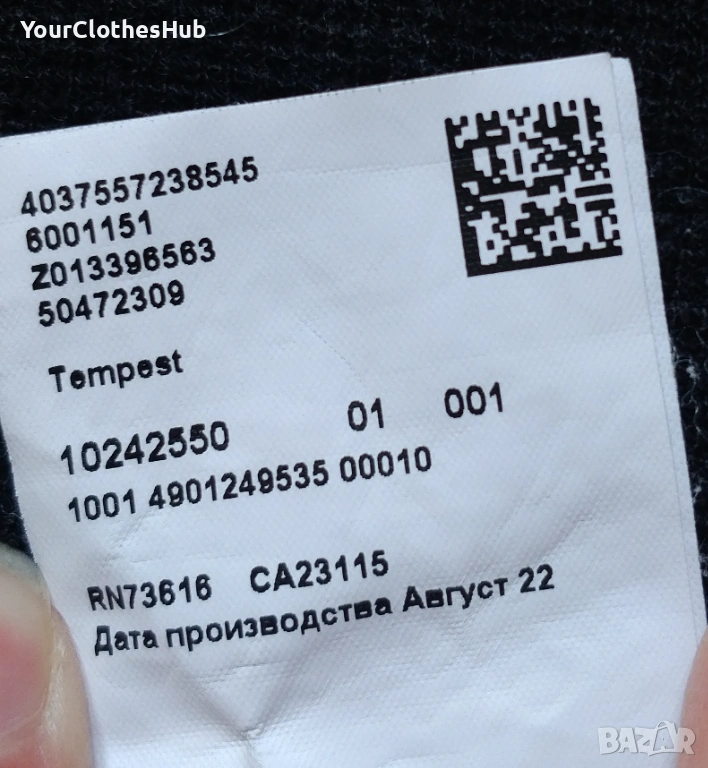 YourClothesHub
4037557238545
6001151
Z013396563
50472309
Tempest
10242550 01 001
1001 4901249535 00010
RN73616 CA23115
Дата производства Август 22
BAZAR